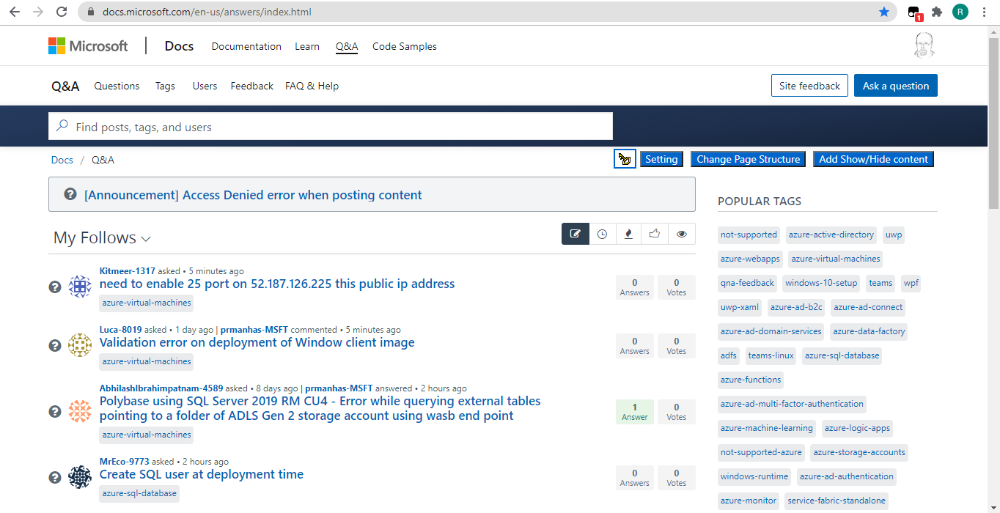 docs.microsoft.com/en-us/answers/index.html
1
R
Microsoft
Docs
Documentation
Learn
Q&A
Code Samples
Q&A
Questions
Tags
Users
Feedback
FAQ & Help
Site feedback
Ask a question
Find posts, tags, and users
Docs / Q&A
Setting
Change Page Structure
Add Show/Hide content
[Announcement] Access Denied error when posting content
My Follows
Kitmeer-1317 asked • 5 minutes ago
need to enable 25 port on 52.187.126.225 this public ip address
azure-virtual-machines
0
Answers
0
Votes
Luca-8019 asked • 1 day ago | prmanhas-MSFT commented • 5 minutes ago
Validation error on deployment of Window client image
azure-virtual-machines
0
Answers
0
Votes
AbhilashIbrahimpatnam-4589 asked • 8 days ago | prmanhas-MSFT answered • 2 hours ago
Polybase using SQL Server 2019 RM CU4 - Error while querying external tables
pointing to a folder of ADLS Gen 2 storage account using wasb end point
azure-virtual-machines
1
Answer
0
Votes
MrEco-9773 asked • 2 hours ago
Create SQL user at deployment time
azure-sql-database
0
Answers
0
Votes
POPULAR TAGS
not-supported azure-active-directory uwp
azure-webapps azure-virtual-machines
qna-feedback windows-10-setup teams wpf
uwp-xaml azure-ad-b2c azure-ad-connect
azure-ad-domain-services azure-data-factory
adfs teams-linux azure-sql-database
azure-functions
azure-ad-multi-factor-authentication
azure-machine-learning azure-logic-apps
not-supported-azure azure-storage-accounts
windows-runtime azure-ad-authentication
azure-monitor service-fabric-standalone